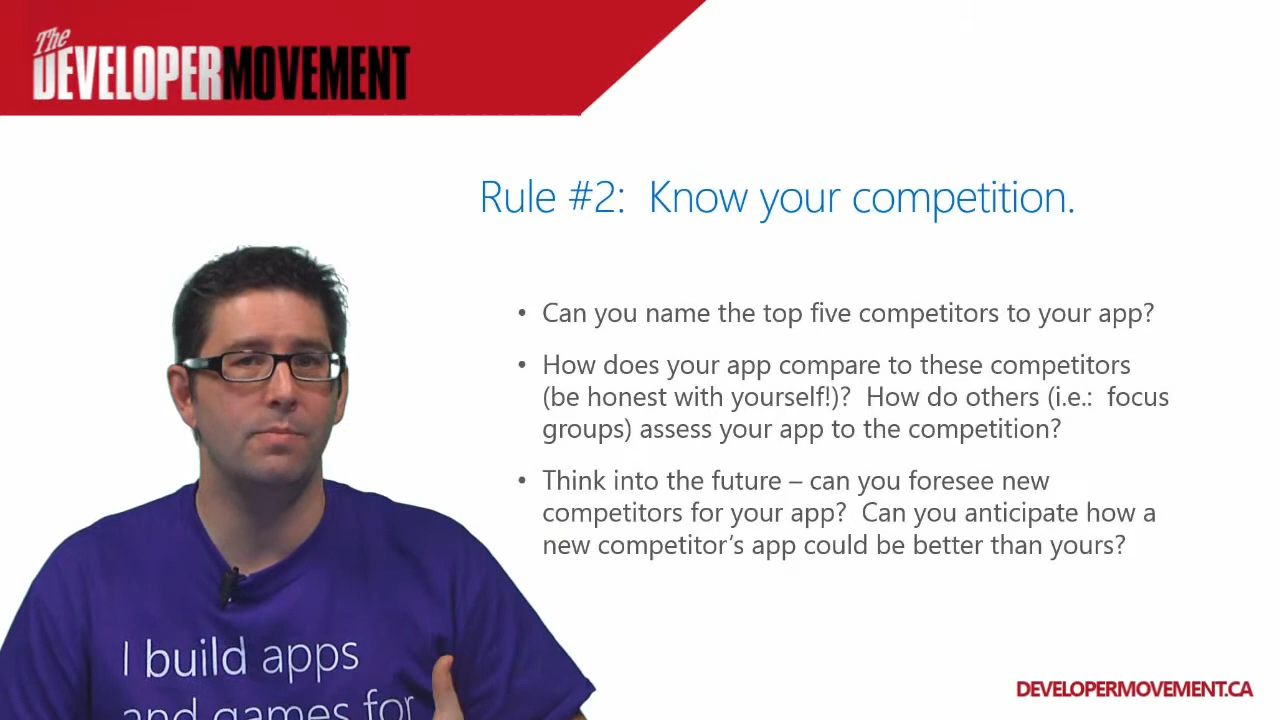 The
DEVELOPERMOVEMENT
Rule #2:  Know your competition.
• Can you name the top five competitors to your app?
• How does your app compare to these competitors
(be honest with yourself!)?  How do others (i.e.:  focus
groups) assess your app to the competition?
• Think into the future – can you foresee new
competitors for your app?  Can you anticipate how a
new competitor's app could be better than yours?
I build apps
and games for
DEVELOPERMOVEMENT.CA